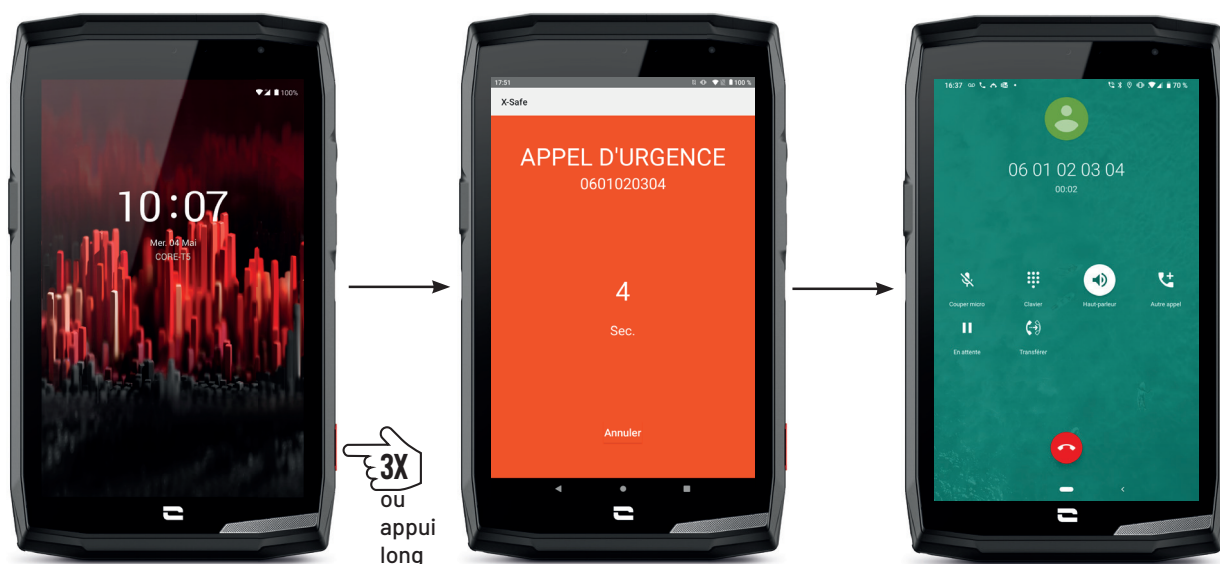 100%
10:07
Mer. 04 Mai
CORE-T5
3X
ou
appui
long
17:51
100 %
X-Safe
APPEL D'URGENCE
0601020304
4
Sec.
Annuler
16:37
70 %
06 01 02 03 04
00:02
Couper micro
Clavier
Haut-parleur
Autre appel
En attente
Transférer